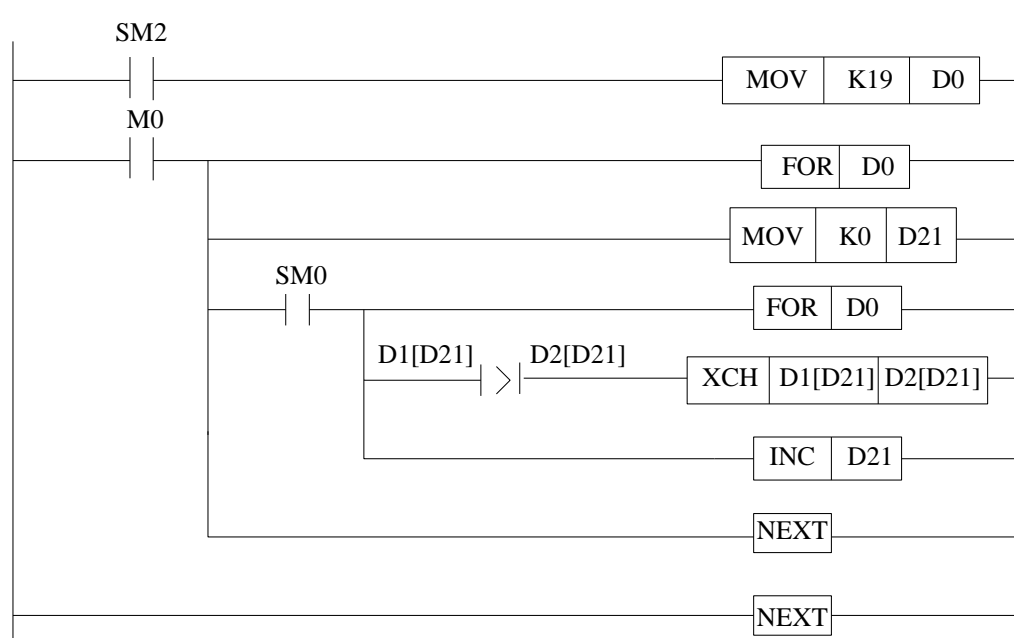 SM2
MOV K19 D0
M0
FOR D0
MOV K0 D21
SM0
FOR D0
D1[D21] > D2[D21]
XCH D1[D21] D2[D21]
INC D21
NEXT
NEXT